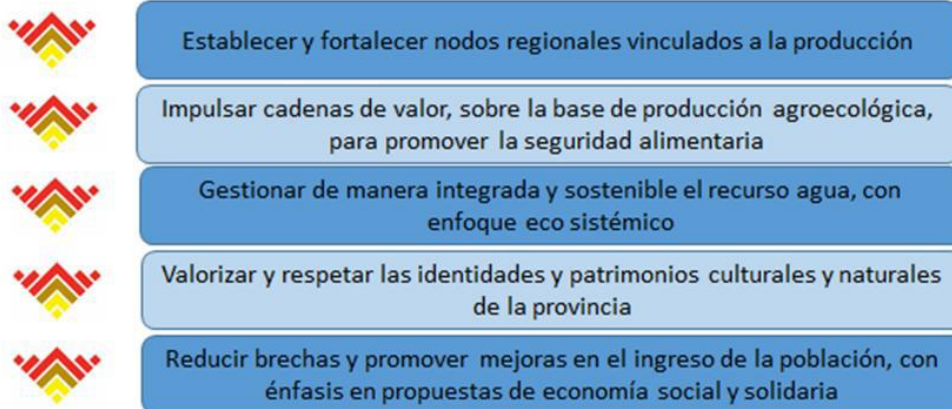 Establecer y fortalecer nodos regionales vinculados a la producción
Impulsar cadenas de valor, sobre la base de producción agroecológica,
para promover la seguridad alimentaria
Gestionar de manera integrada y sostenible el recurso agua, con
enfoque eco sistémico
Valorizar y respetar las identidades y patrimonios culturales y naturales
de la provincia
Reducir brechas y promover mejoras en el ingreso de la población, con
énfasis en propuestas de economía social y solidaria